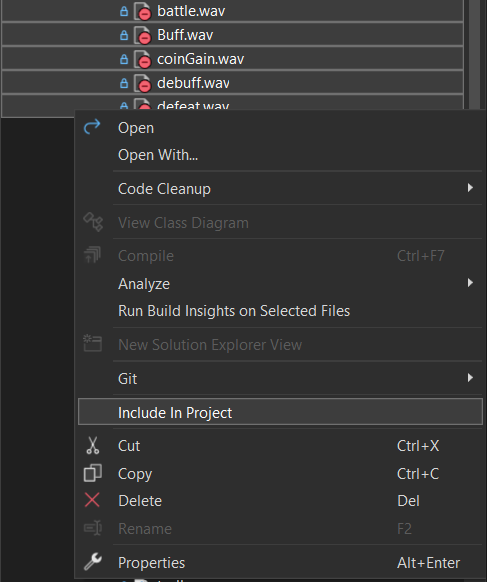 battle.wav
Buff.wav
coinGain.wav
debuff.wav
defeat.wav
Open
Open With...
Code Cleanup
View Class Diagram
Compile Ctrl+F7
Analyze
Run Build Insights on Selected Files
New Solution Explorer View
Git
Include In Project
Cut Ctrl+X
Copy Ctrl+C
Delete Del
Rename F2
Properties Alt+Enter